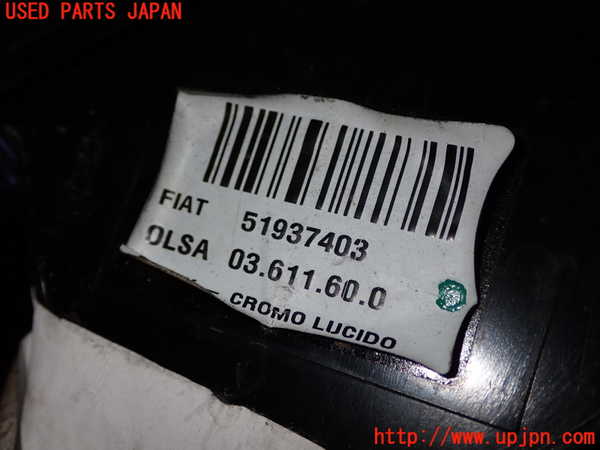 USED PARTS JAPAN
FIAT 51937403
OLSA 03.611.60.0
CROMO LUCIDO
http://www.upjpn.com/